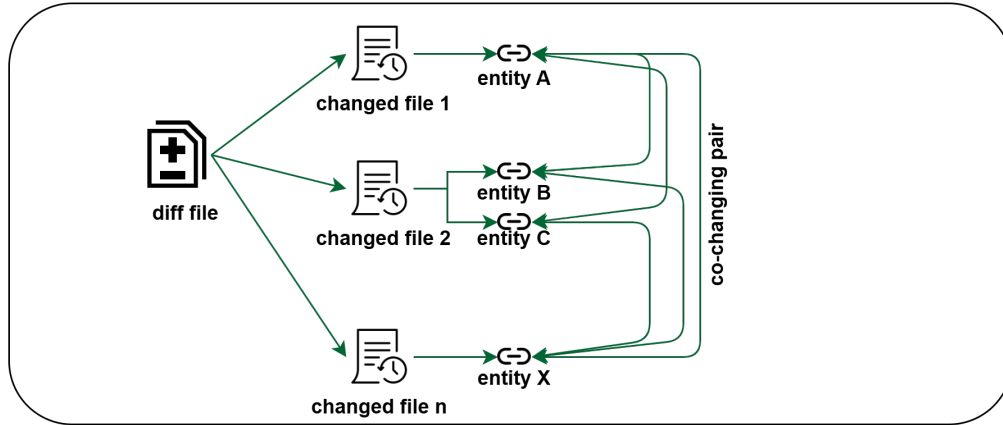 entity A
changed file 1
entity B
diff file
changed file 2
entity C
co-changing pair
entity X
changed file n